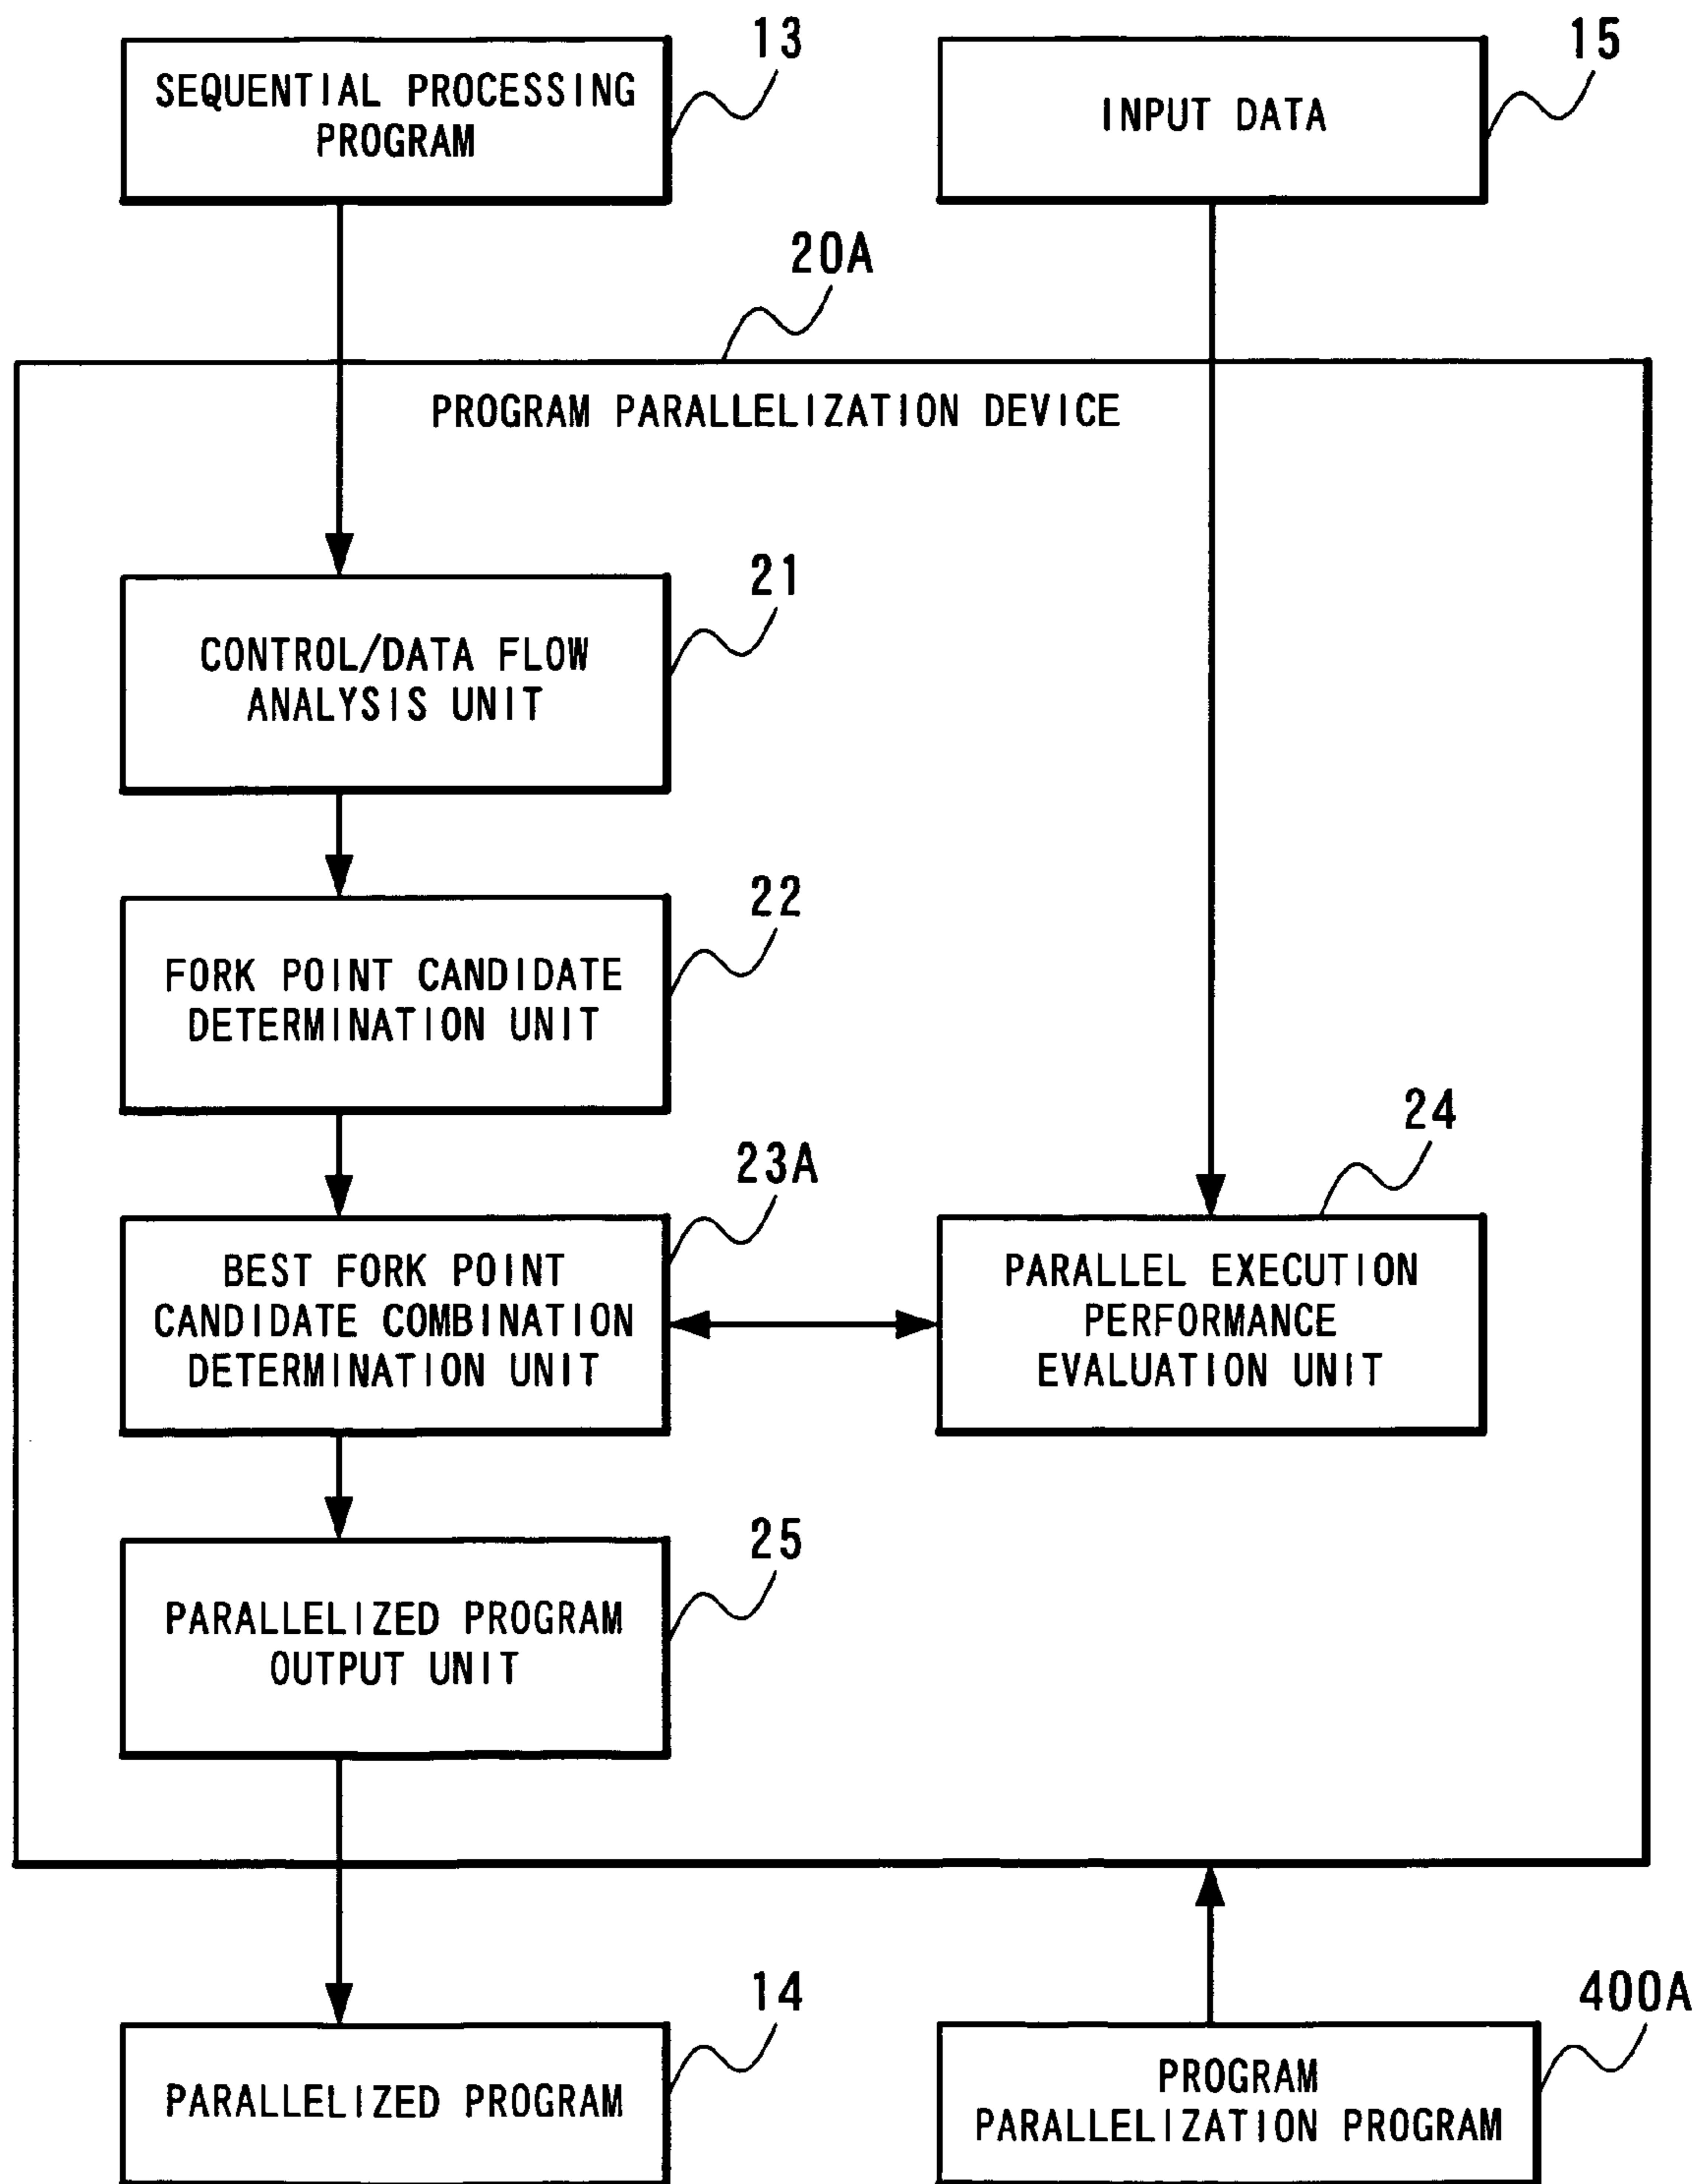 13
SEQUENTIAL PROCESSING
PROGRAM
15
INPUT DATA
20A
PROGRAM PARALLELIZATION DEVICE
21
CONTROL/DATA FLOW
ANALYSIS UNIT
22
FORK POINT CANDIDATE
DETERMINATION UNIT
23A
BEST FORK POINT
CANDIDATE COMBINATION
DETERMINATION UNIT
24
PARALLEL EXECUTION
PERFORMANCE
EVALUATION UNIT
25
PARALLELIZED PROGRAM
OUTPUT UNIT
14
PARALLELIZED PROGRAM
400A
PROGRAM
PARALLELIZATION PROGRAM